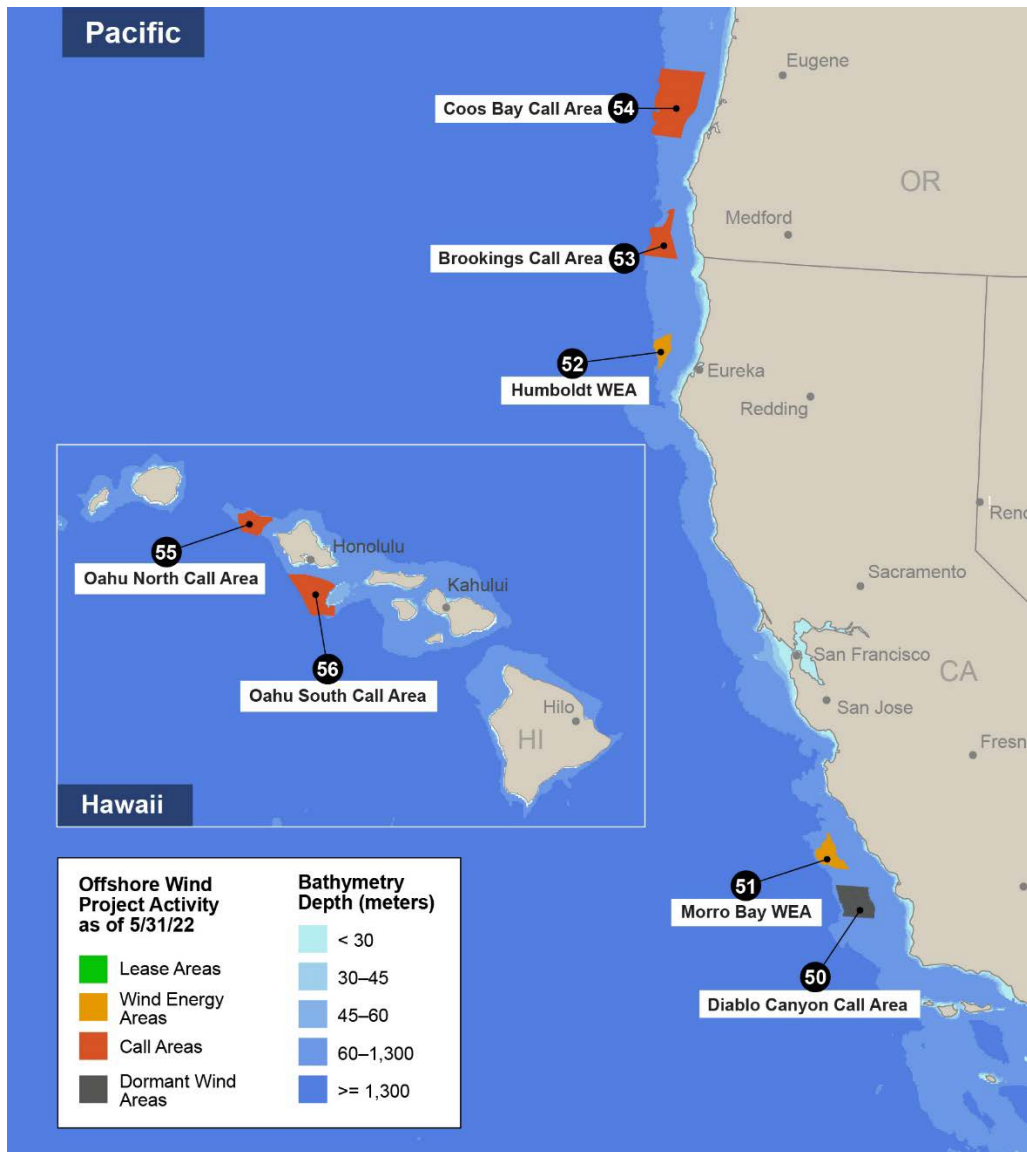 Pacific
Eugene
Coos Bay Call Area 54
OR
Medford
Brookings Call Area 53
52
Humboldt WEA
Eureka
Redding
Reno
55
Oahu North Call Area
Honolulu
Kahului
Sacramento
San Francisco
CA
San Jose
56
Oahu South Call Area
Hilo
HI
Fresn
Hawaii
51
Morro Bay WEA
50
Diablo Canyon Call Area
Offshore Wind
Project Activity
as of 5/31/22
Lease Areas
Wind Energy
Areas
Call Areas
Dormant Wind
Areas
Bathymetry
Depth (meters)
< 30
30–45
45–60
60–1,300
>= 1,300